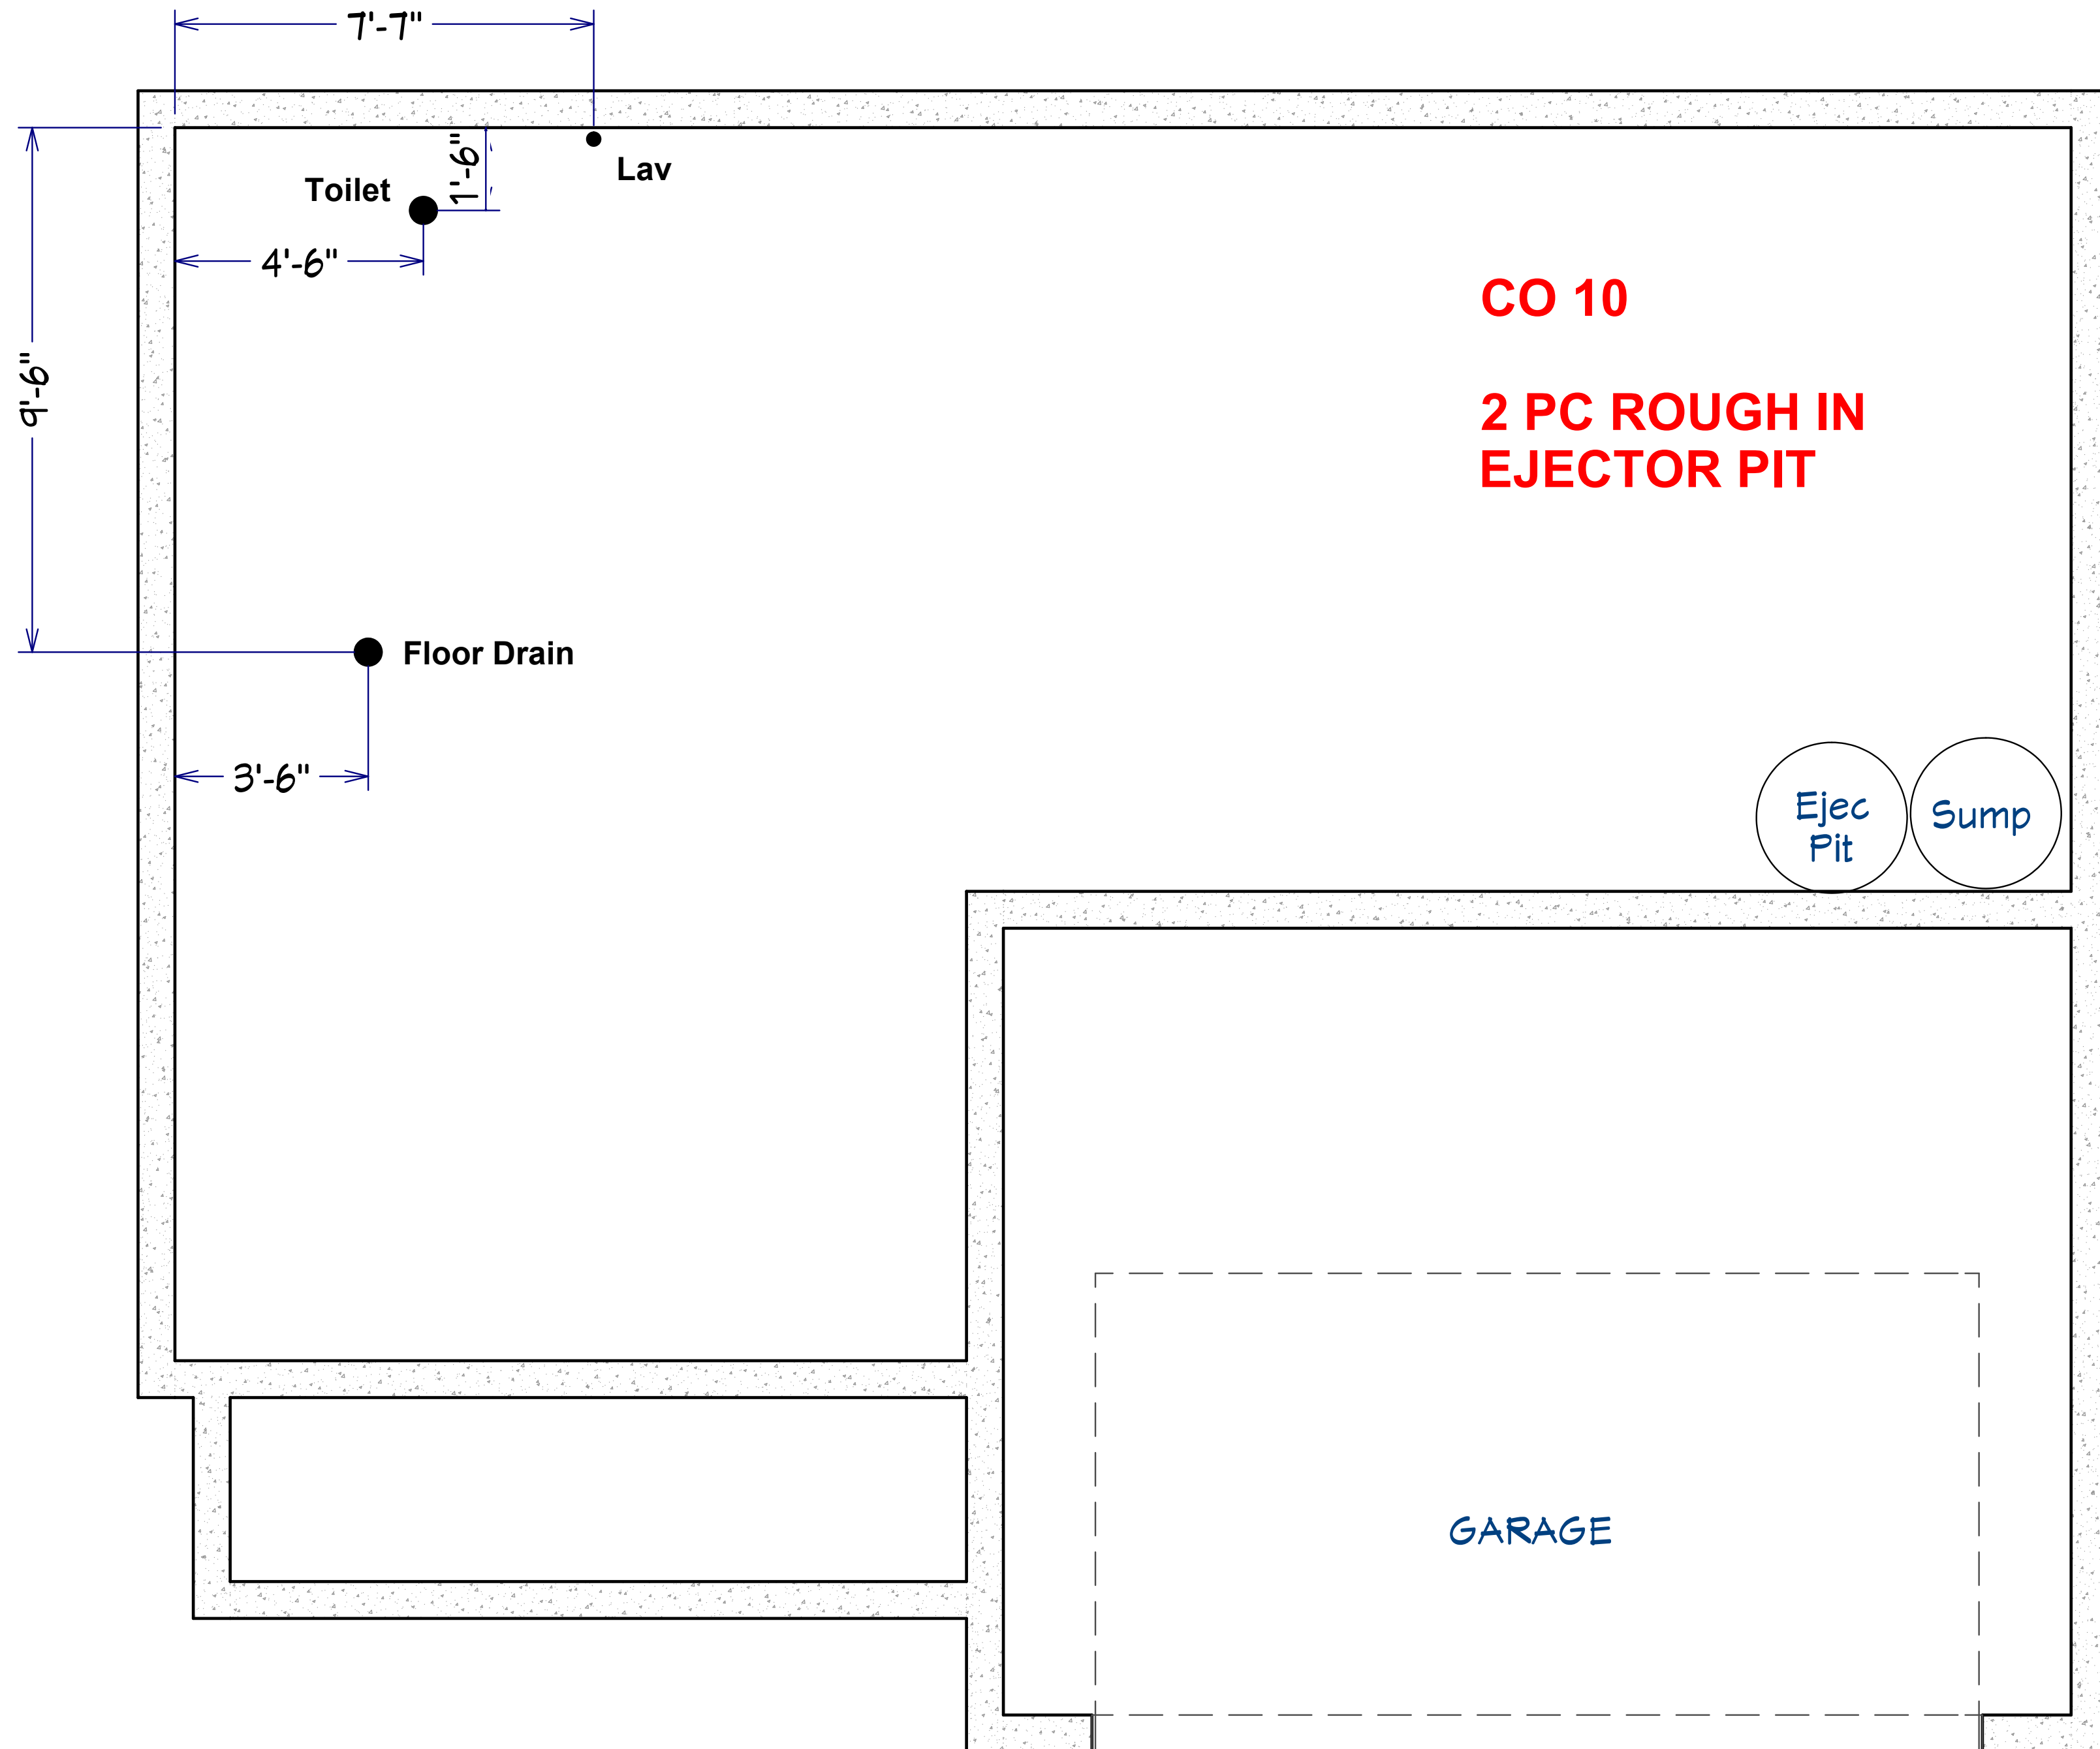 7'-7"
Lav
1'-6"
Toilet
4'-6"
CO 10
9'-6"
2 PC ROUGH IN
EJECTOR PIT
Floor Drain
3'-6"
Ejec
Pit
Sump
GARAGE